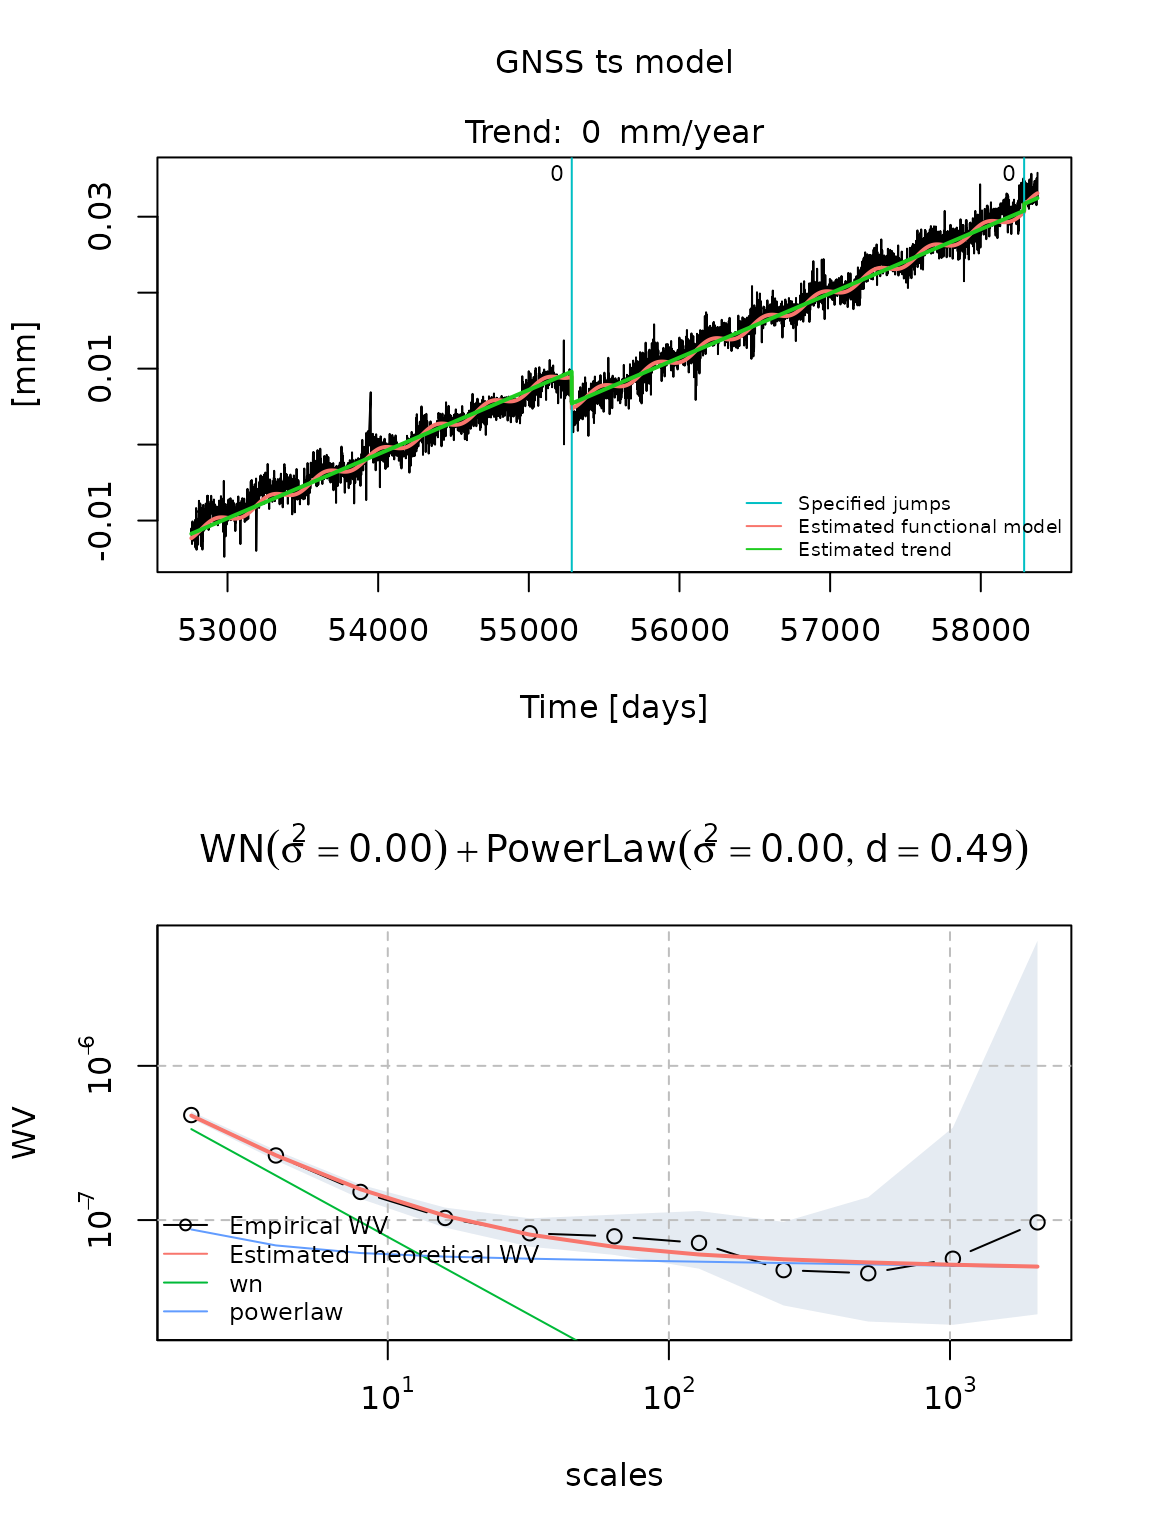 GNSS ts model
Trend: 0 mm/year
0
0
[mm]
0.03
0.01
-0.01
Specified jumps
Estimated functional model
Estimated trend
53000 54000 55000 56000 57000 58000
Time [days]
WN(σ² = 0.00) + PowerLaw(σ² = 0.00, d = 0.49)
WV
10⁻⁶
10⁻⁷
Empirical WV
Estimated Theoretical WV
wn
powerlaw
10¹ 10² 10³
scales